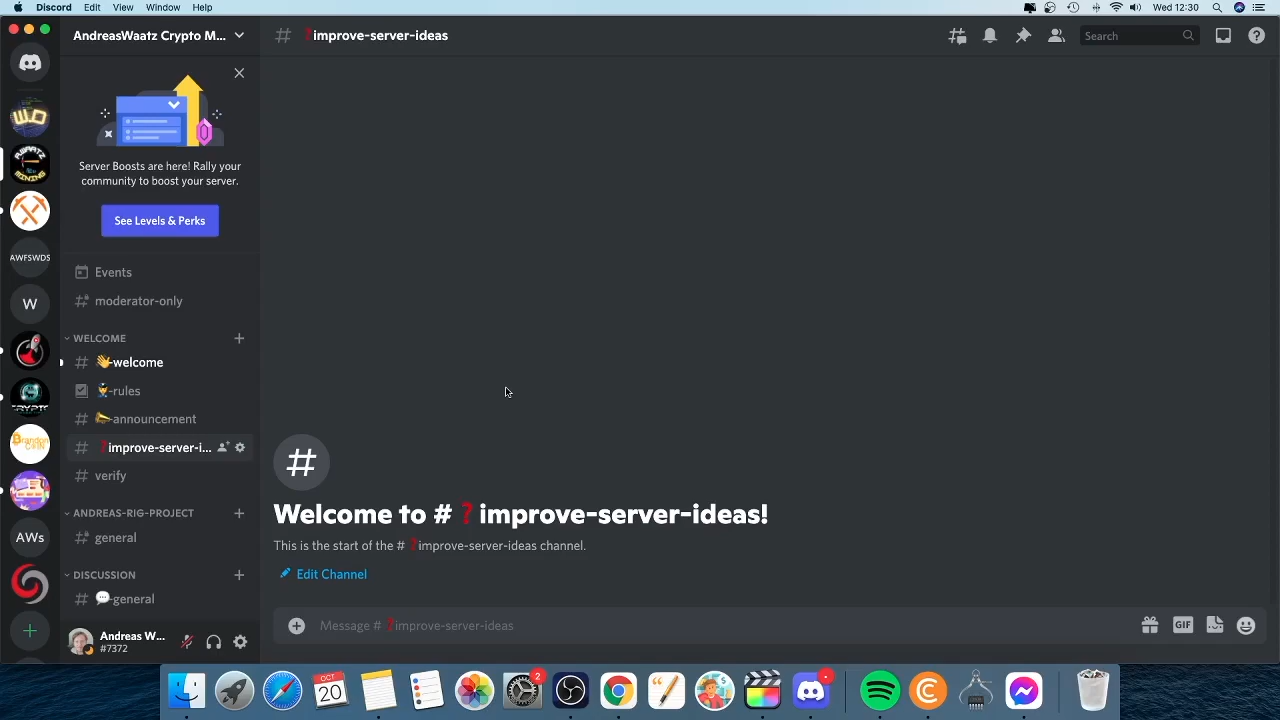 Discord Edit View Window Help
Wed 12:30
AndreasWaatz Crypto M...
# ❓improve-server-ideas
Search
W.D
AWAATZ
MINING
Server Boosts are here! Rally your
community to boost your server.
See Levels & Perks
AWFSWDS
Events
moderator-only
W
WELCOME
👋-welcome
👮-rules
📣-announcement
❓improve-server-i...
verify
Welcome to # ❓improve-server-ideas!
This is the start of the # ❓improve-server-ideas channel.
Edit Channel
ANDREAS-RIG-PROJECT
AWs
general
DISCUSSION
💬-general
Andreas W...
#7372
Message # ❓improve-server-ideas
GIF
OCT
20
2